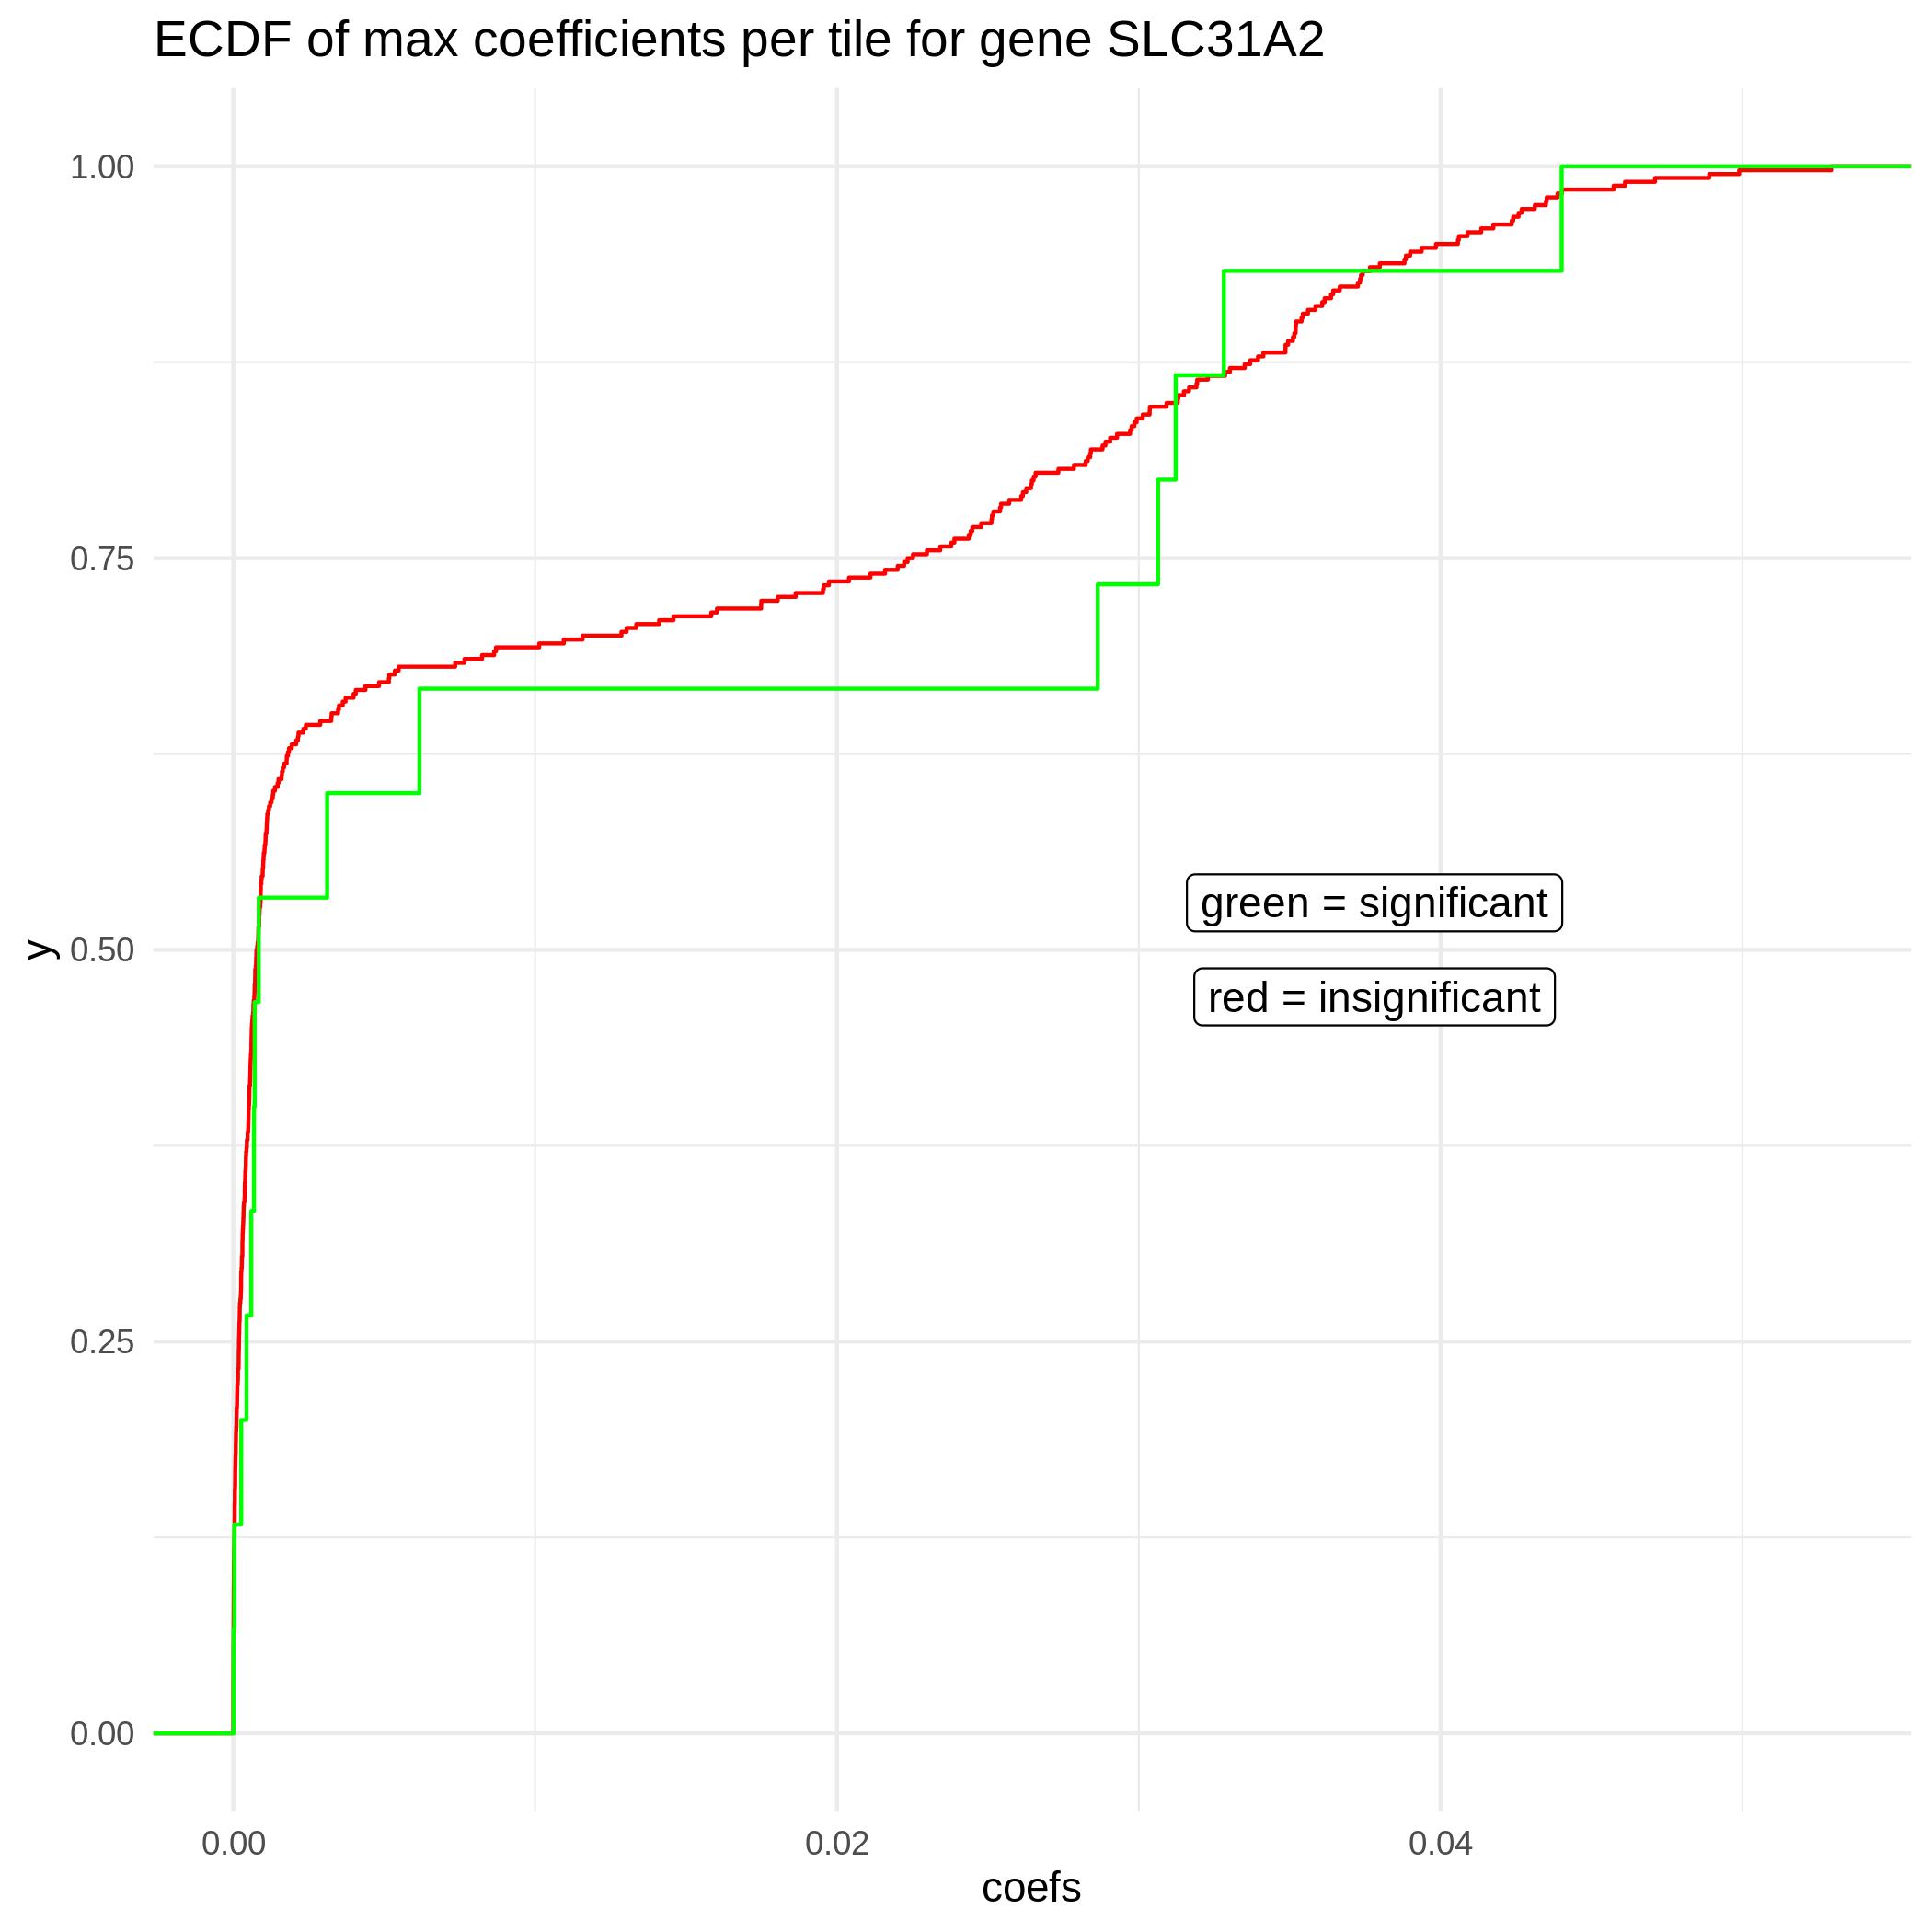 ECDF of max coefficients per tile for gene SLC31A2
1.00
0.75
0.50
0.25
0.00
y
green = significant
red = insignificant
0.00 0.02 0.04
coefs